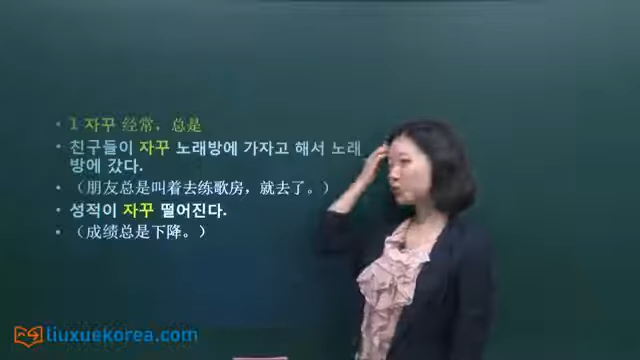 1 자꾸 经常，总是
친구들이 자꾸 노래방에 가자고 해서 노래
방에 갔다.
（朋友总是叫着去练歌房，就去了。）
성적이 자꾸 떨어진다.
（成绩总是下降。）
liuxuekorea.com